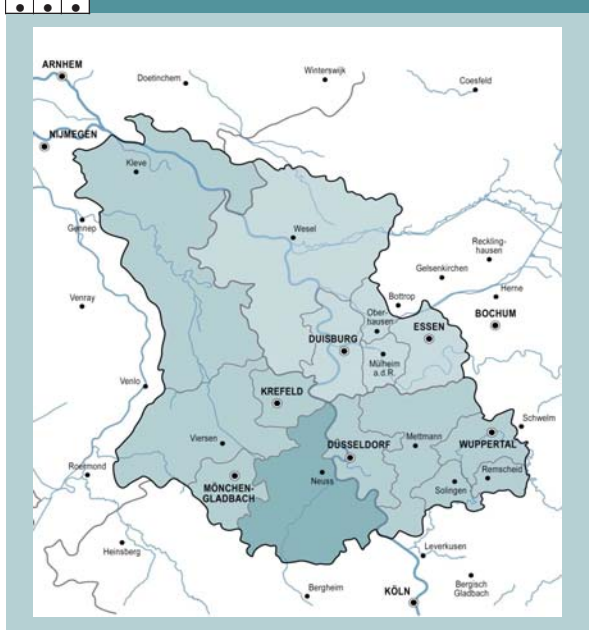 ARNHEM
Doetinchem
Winterswijk
Coesfeld
NIJMEGEN
Kleve
Gennep
Wesel
Reckling-
hausen
Gelsenkirchen
Herne
Venray
Bottrop
Ober-
hausen
ESSEN
BOCHUM
DUISBURG
Mülheim
a.d.R.
Venlo
KREFELD
Schwelm
Viersen
DÜSSELDORF
Mettmann
WUPPERTAL
Roermond
MÖNCHEN-
GLADBACH
Neuss
Remscheid
Solingen
Heinsberg
Leverkusen
Bergheim
KÖLN
Bergisch
Gladbach